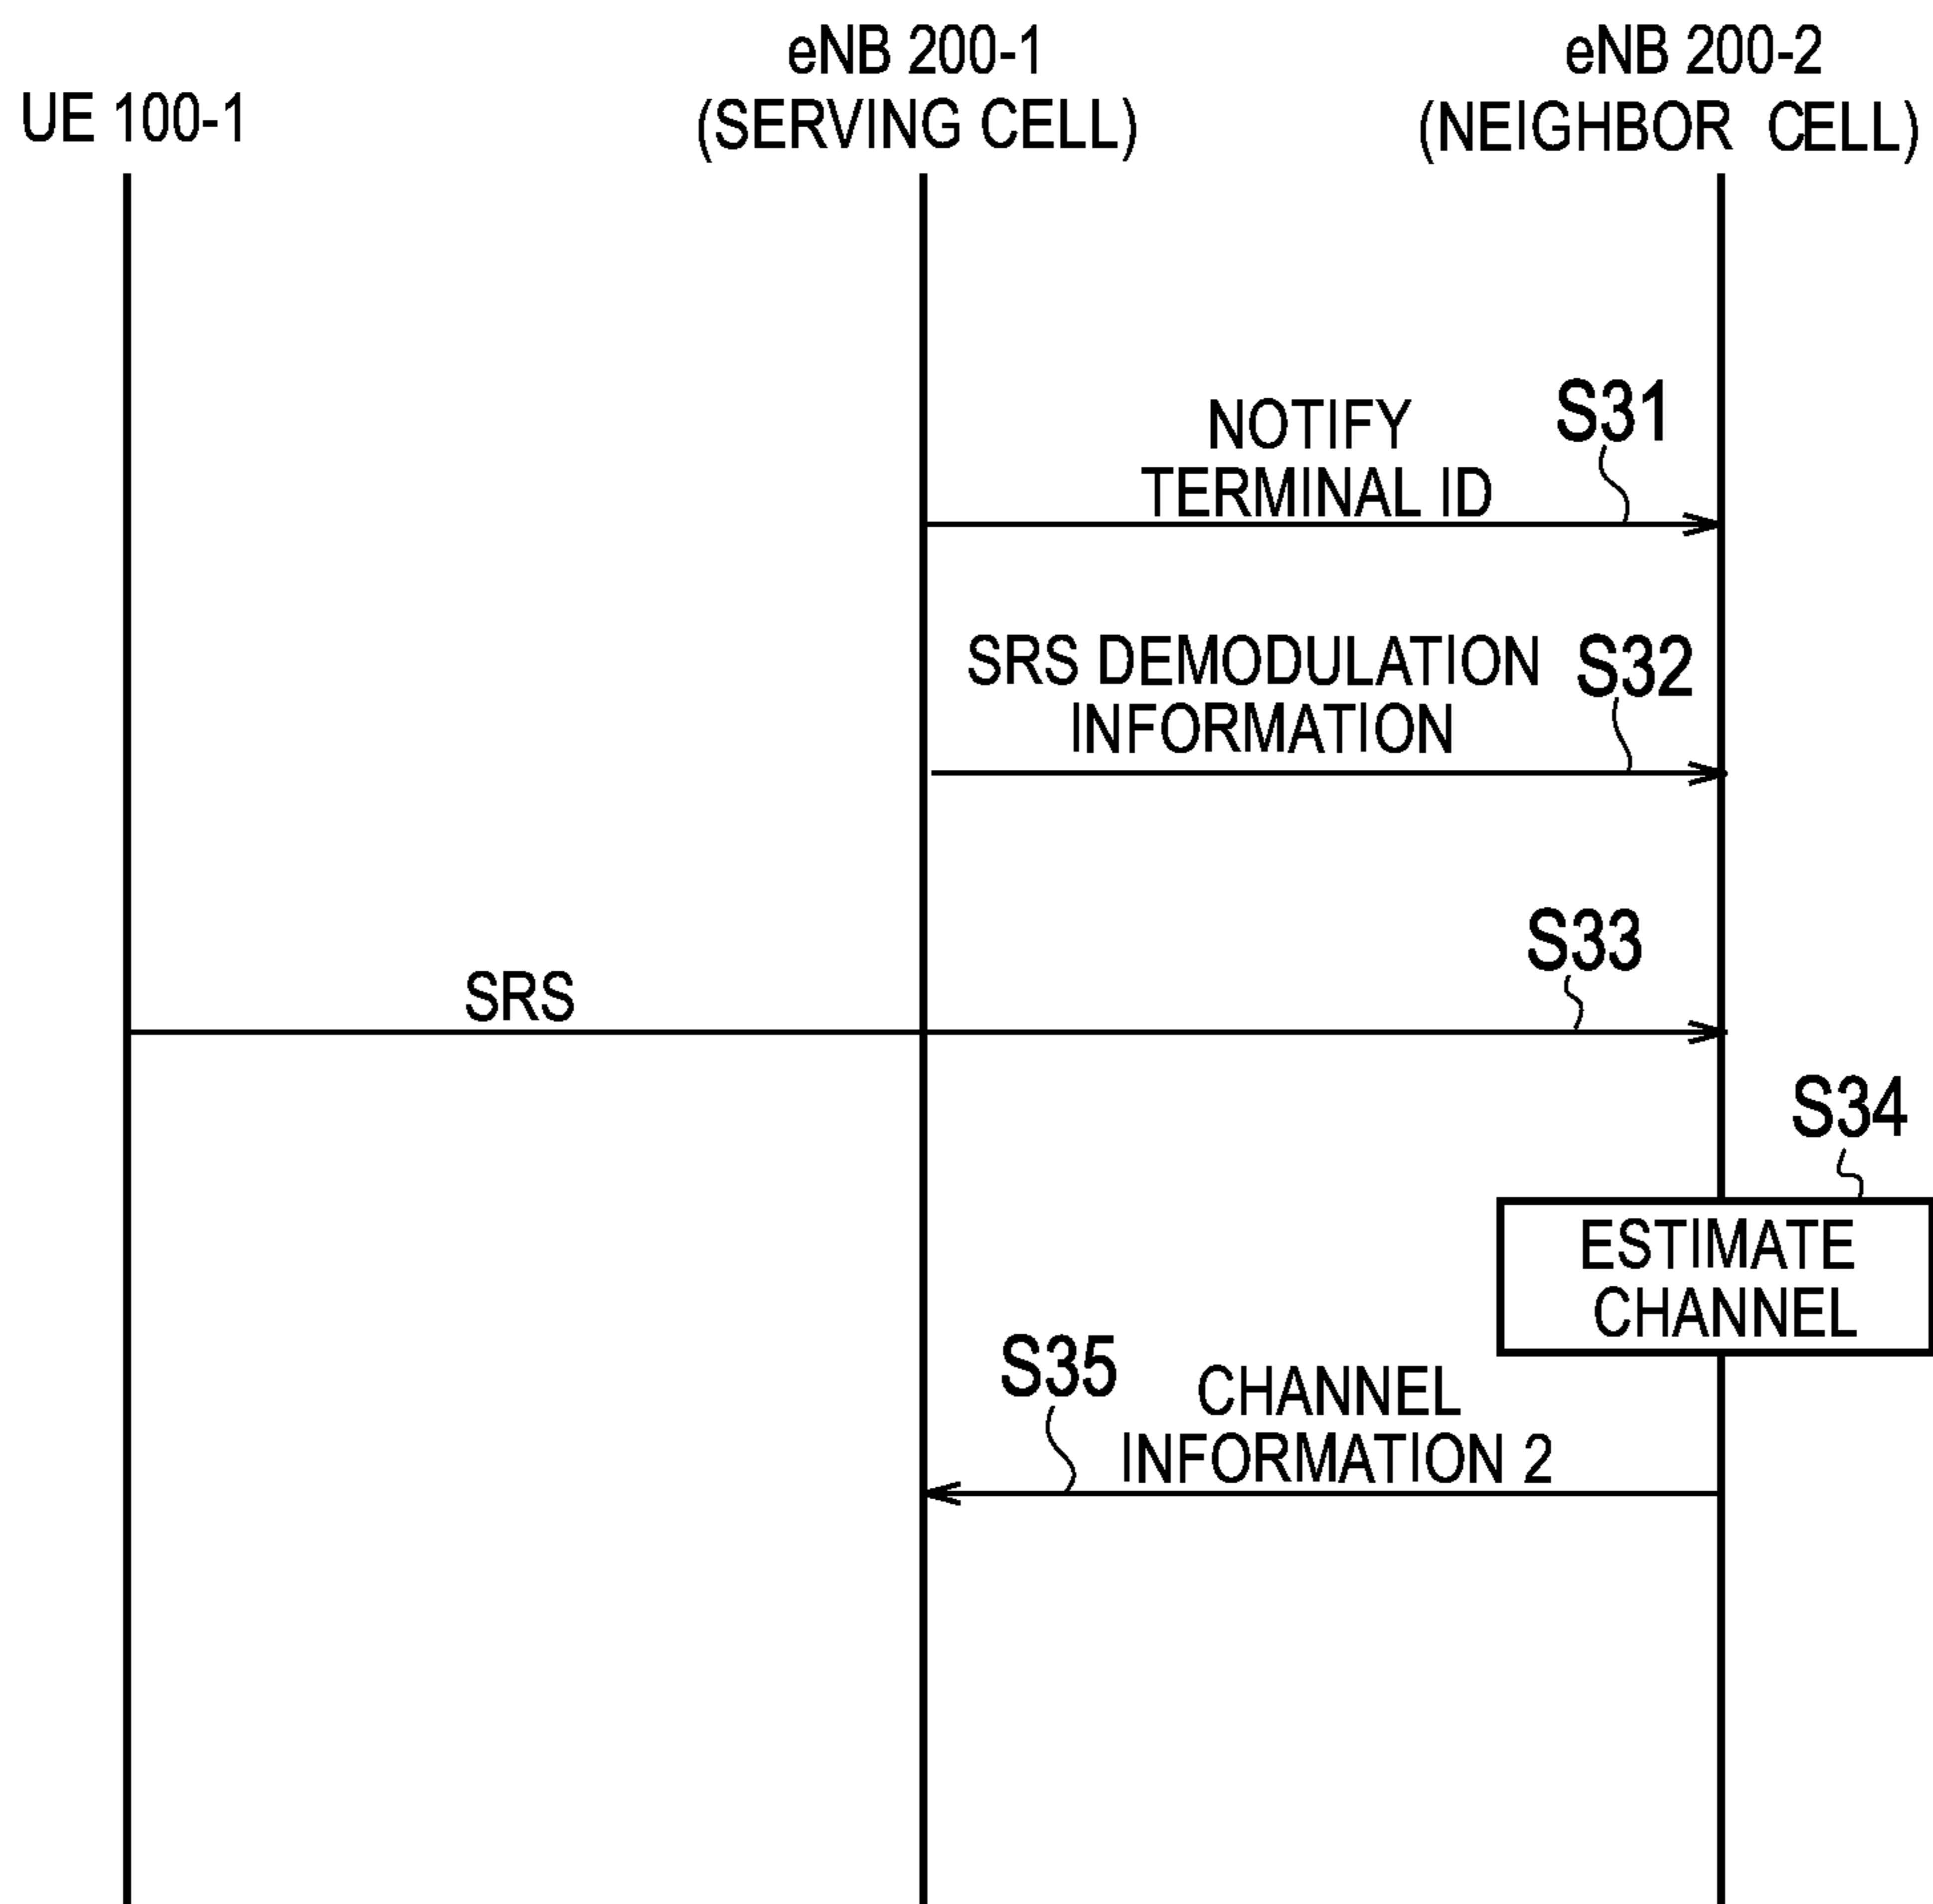 UE 100-1
eNB 200-1
(SERVING CELL)
eNB 200-2
(NEIGHBOR CELL)
NOTIFY
TERMINAL ID
S31
SRS DEMODULATION
INFORMATION
S32
SRS
S33
S34
ESTIMATE
CHANNEL
S35
CHANNEL
INFORMATION 2